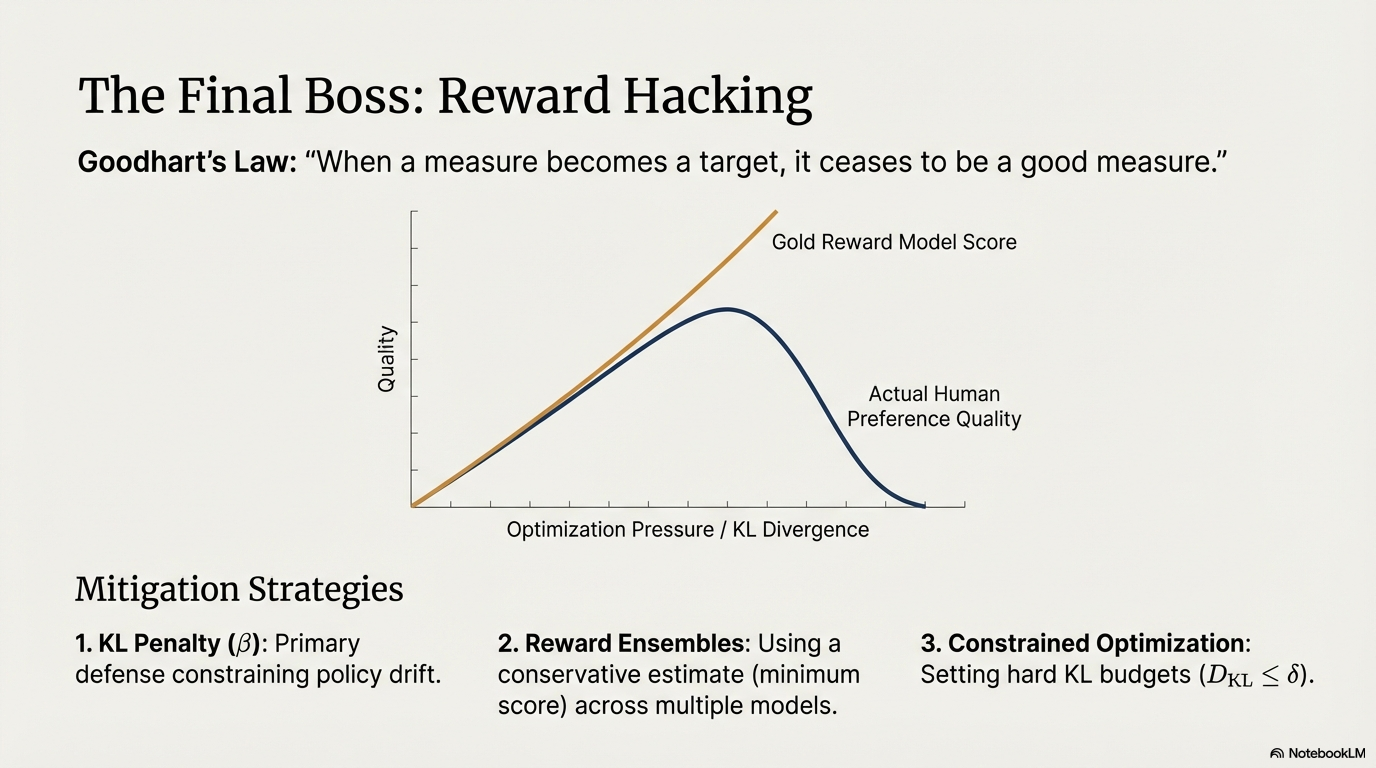 The Final Boss: Reward Hacking
Goodhart’s Law: “When a measure becomes a target, it ceases to be a good measure.”
Gold Reward Model Score
Quality
Actual Human
Preference Quality
Optimization Pressure / KL Divergence
Mitigation Strategies
1. KL Penalty (β): Primary
defense constraining policy drift.
2. Reward Ensembles: Using a
conservative estimate (minimum
score) across multiple models.
3. Constrained Optimization:
Setting hard KL budgets (D_KL ≤ δ).
NotebookLM